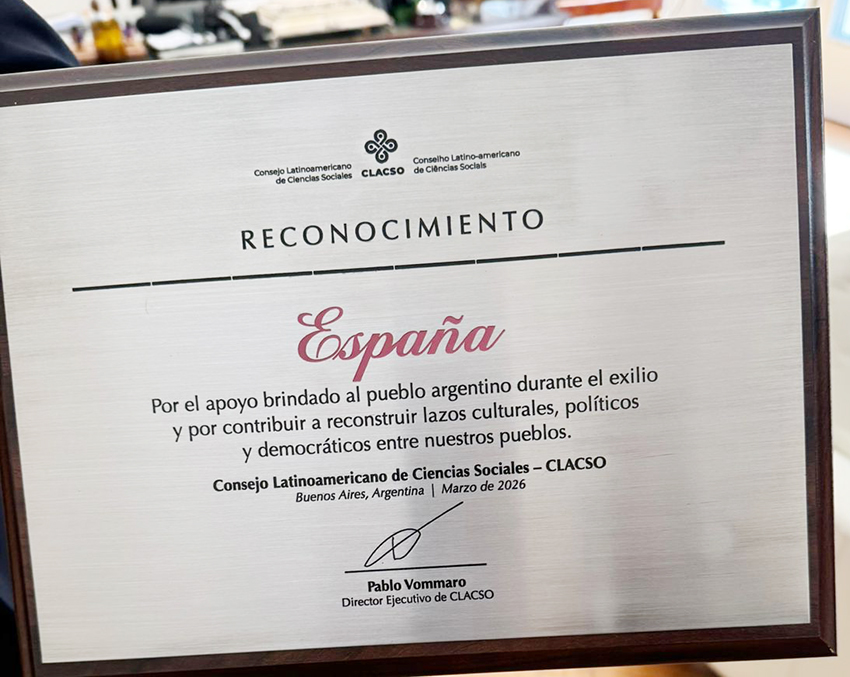 Consejo Latinoamericano
de Ciencias Sociales
CLACSO
Conselho Latino-americano
de Ciências Sociais
RECONOCIMIENTO
España
Por el apoyo brindado al pueblo argentino durante el exilio
y por contribuir a reconstruir lazos culturales, políticos
y democráticos entre nuestros pueblos.
Consejo Latinoamericano de Ciencias Sociales – CLACSO
Buenos Aires, Argentina | Marzo de 2026
Pablo Vommaro
Director Ejecutivo de CLACSO